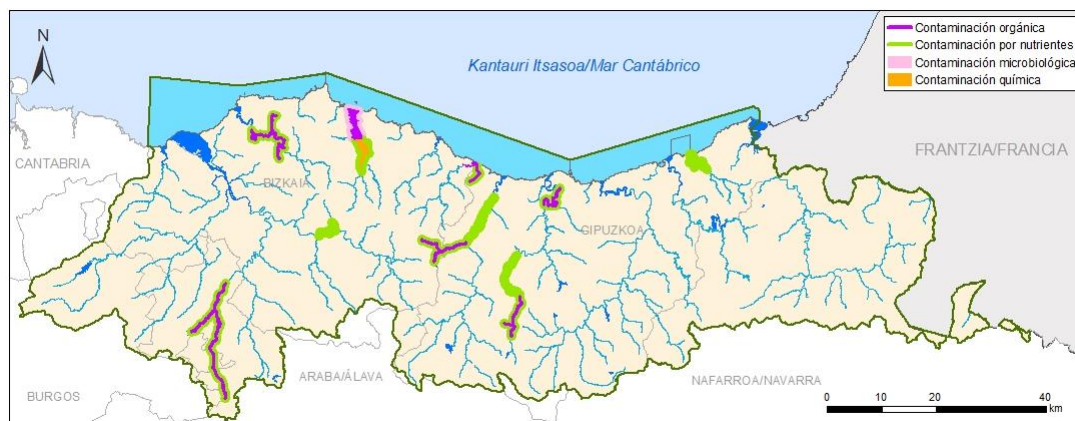 N
Kantauri Itsasoa/Mar Cantábrico
Contaminación orgánica
Contaminación por nutrientes
Contaminación microbiológica
Contaminación química
CANTABRIA
FRANTZIA/FRANCIA
BIZKAIA
GIPUZKOA
ARABA/ÁLAVA
NAFARROA/NAVARRA
BURGOS
0 10 20 30 40
km